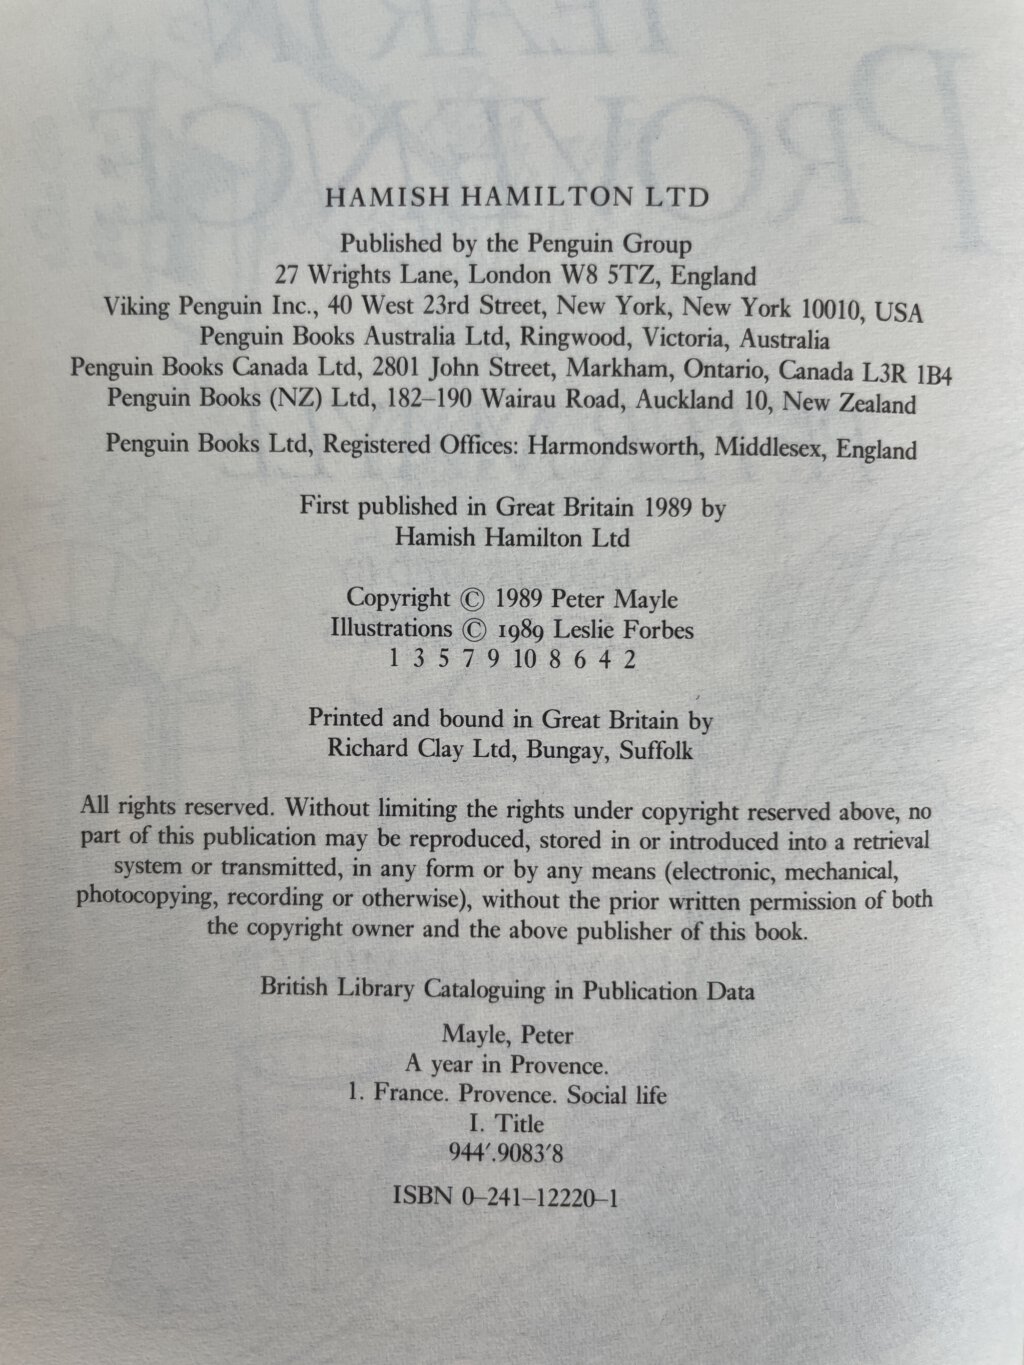 HAMISH HAMILTON LTD
Published by the Penguin Group
27 Wrights Lane, London W8 5TZ, England
Viking Penguin Inc., 40 West 23rd Street, New York, New York 10010, USA
Penguin Books Australia Ltd, Ringwood, Victoria, Australia
Penguin Books Canada Ltd, 2801 John Street, Markham, Ontario, Canada L3R 1B4
Penguin Books (NZ) Ltd, 182–190 Wairau Road, Auckland 10, New Zealand
Penguin Books Ltd, Registered Offices: Harmondsworth, Middlesex, England
First published in Great Britain 1989 by
Hamish Hamilton Ltd
Copyright © 1989 Peter Mayle
Illustrations © 1989 Leslie Forbes
1 3 5 7 9 10 8 6 4 2
Printed and bound in Great Britain by
Richard Clay Ltd, Bungay, Suffolk
All rights reserved. Without limiting the rights under copyright reserved above, no
part of this publication may be reproduced, stored in or introduced into a retrieval
system or transmitted, in any form or by any means (electronic, mechanical,
photocopying, recording or otherwise), without the prior written permission of both
the copyright owner and the above publisher of this book.
British Library Cataloguing in Publication Data
Mayle, Peter
A year in Provence.
1. France. Provence. Social life
I. Title
944′.9083′8
ISBN 0–241–12220–1